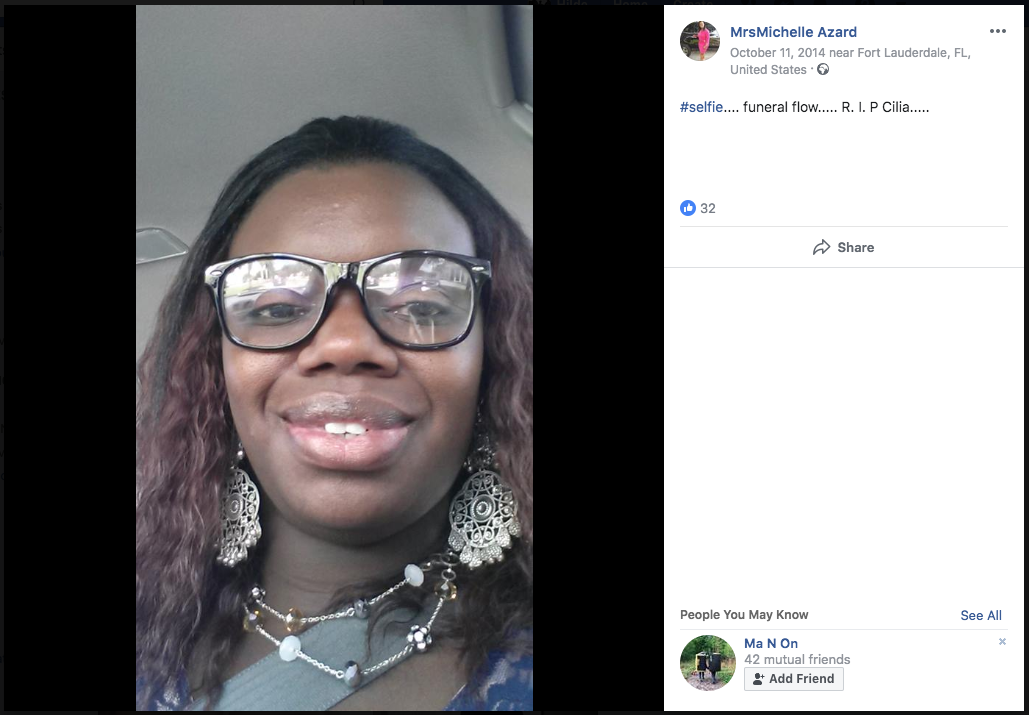 MrsMichelle Azard
October 11, 2014 near Fort Lauderdale, FL,
United States ·
#selfie.... funeral flow..... R. I. P Cilia.....
32
Share
People You May Know
See All
Ma N On
42 mutual friends
Add Friend